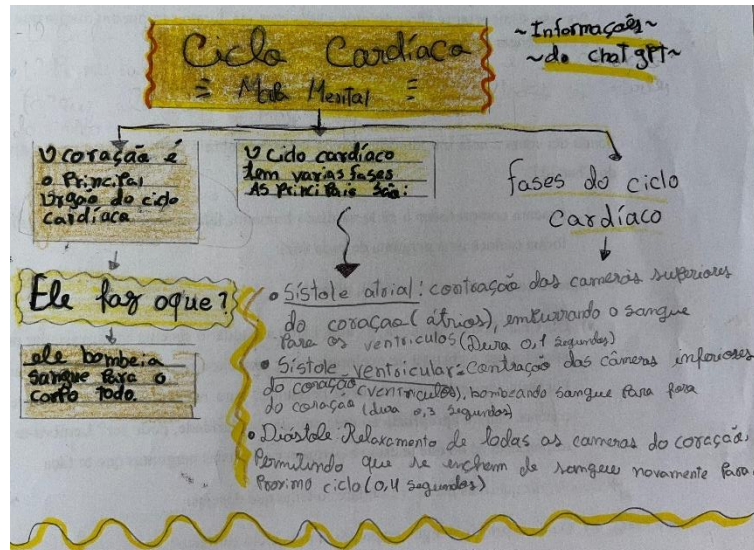 Ciclo Cardíaco
= Mapa Mental =
~Informações~
~do chat gpt~
O coração é
o Principal
Orgão do ciclo
cardíaco
O Ciclo cardíaco
tem varias fases
AS Principais São:
fases do ciclo
cardíaco
Ele faz oque?
ele bombeia
sangue para o
corpo todo.
• Sístole atrial: contração das cameras superiores
do coração (átrios), empurrando o sangue
Para os ventriculos (Dura 0,1 segundos)
• Sístole ventricular: Contração das câmeras inferiores
do coração (ventriculos), bombeando sangue para fora
do coração (dura 0,3 segundos)
• Diástole: Relaxamento de todas as cameras do coração,
Permitindo que se enchem de sangue novamente Para o
Proximo ciclo (0,4 segundos)